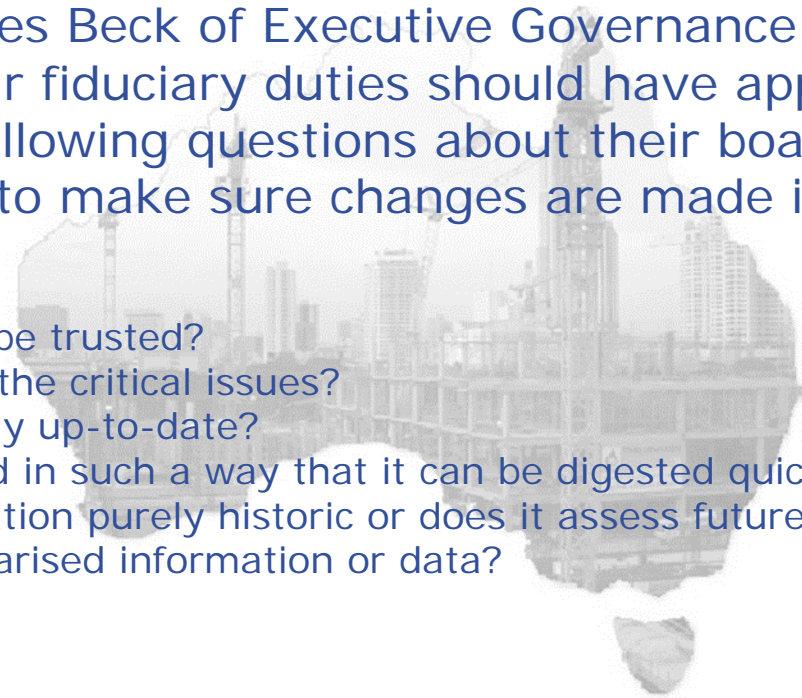 es Beck of Executive Governance
r fiduciary duties should have app
llowing questions about their boa
to make sure changes are made i
be trusted?
the critical issues?
y up-to-date?
d in such a way that it can be digested quic
tion purely historic or does it assess future
arised information or data?